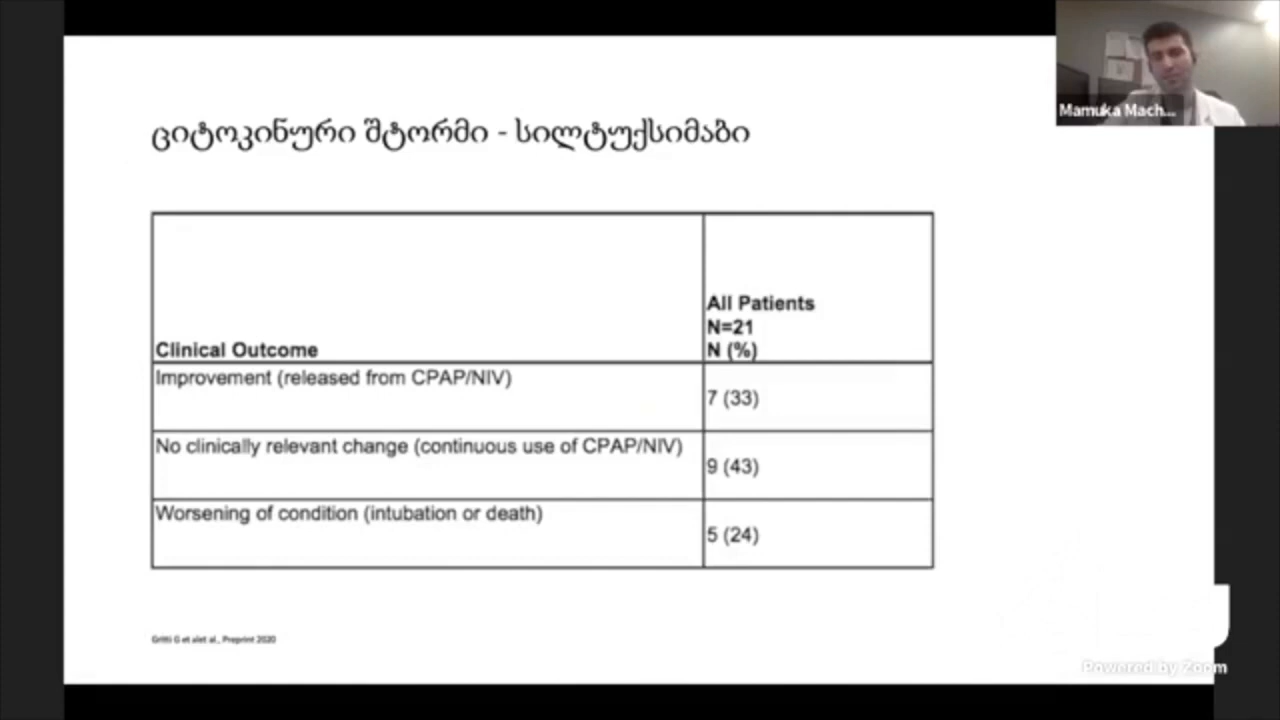 Mamuka Mach...
ციტოკინური შტორმი - სილტუქსიმაბი
All Patients
N=21
Clinical Outcome N (%)
Improvement (released from CPAP/NIV) 7 (33)
No clinically relevant change (continuous use of CPAP/NIV) 9 (43)
Worsening of condition (intubation or death) 5 (24)
Gritti G et alet al., Preprint 2020
Powered by Zoom